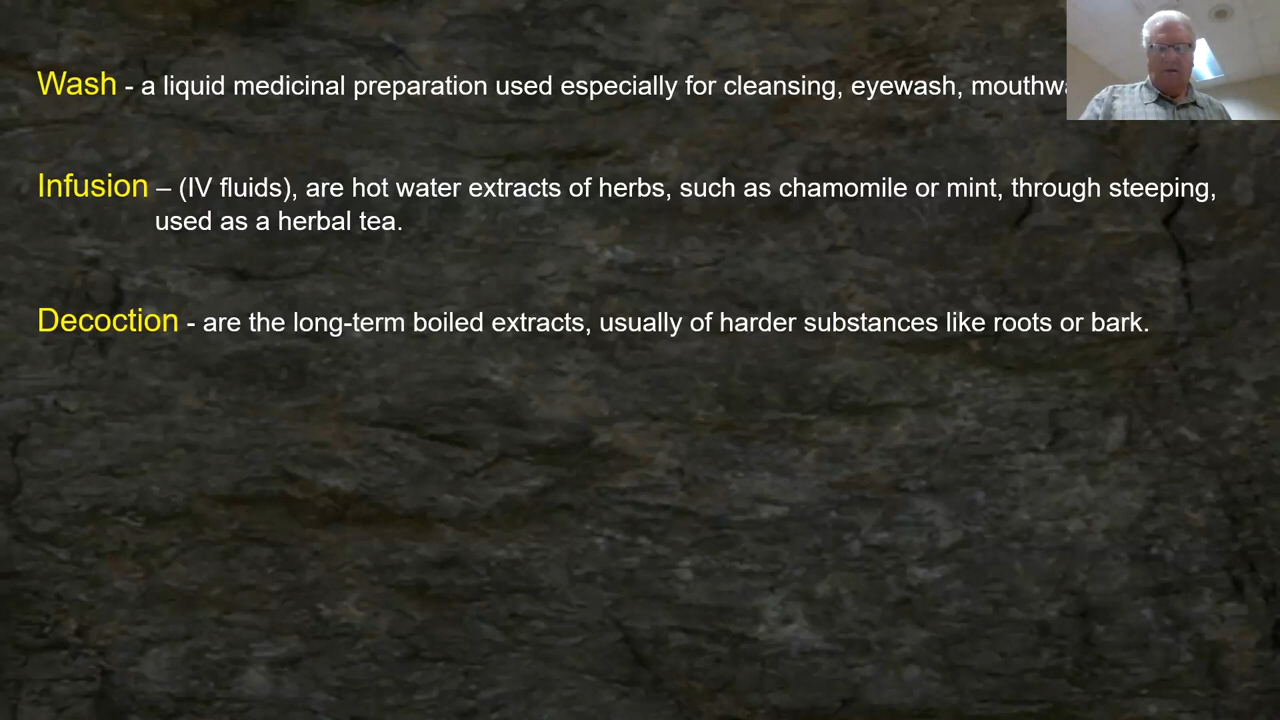 Wash - a liquid medicinal preparation used especially for cleansing, eyewash,
Infusion – (IV fluids), are hot water extracts of herbs, such as chamomile or mint, through steeping,
used as a herbal tea.
Decoction - are the long-term boiled extracts, usually of harder substances like roots or bark.